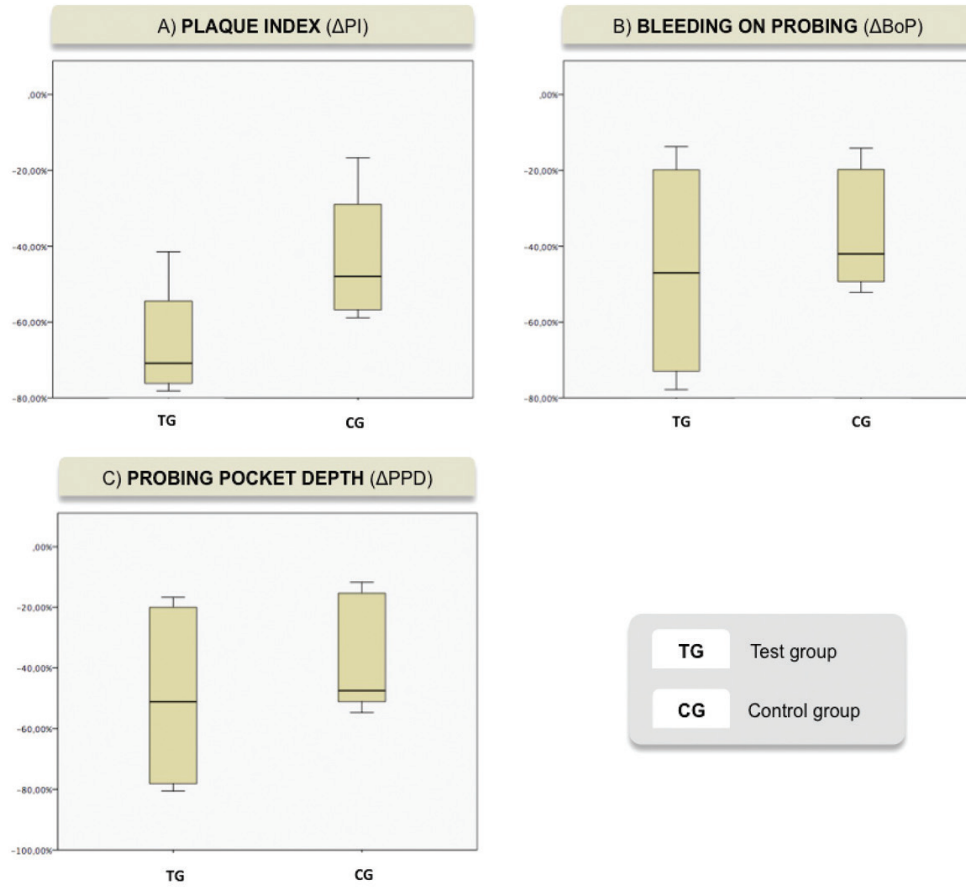 A) PLAQUE INDEX (ΔPI)
,00%
-20,00%
-40,00%
-60,00%
-80,00%
TG
CG
B) BLEEDING ON PROBING (ΔBoP)
,00%
-20,00%
-40,00%
-60,00%
-80,00%
TG
CG
C) PROBING POCKET DEPTH (ΔPPD)
,00%
-20,00%
-40,00%
-60,00%
-80,00%
-100,00%
TG
CG
TG Test group
CG Control group